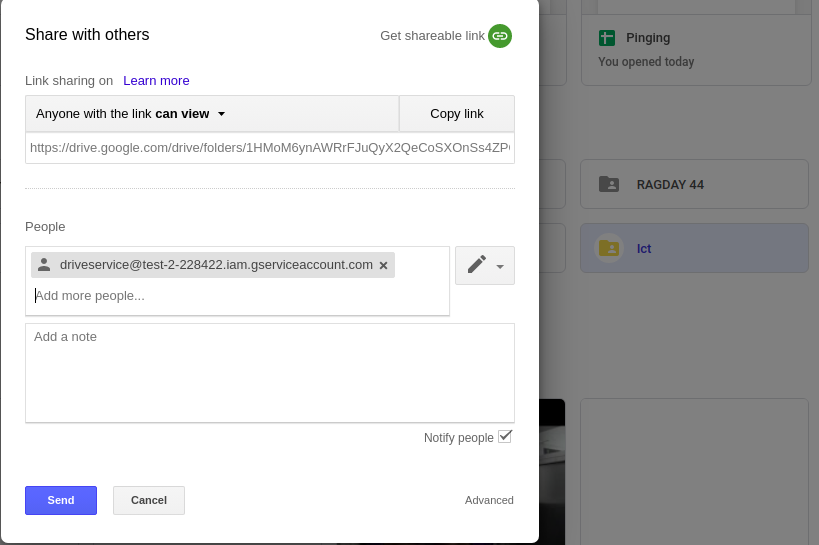 Share with others
Get shareable link
Link sharing on Learn more
Anyone with the link can view
Copy link
https://drive.google.com/drive/folders/1HMoM6ynAWRrFJuQyX2QeCoSXOnSs4ZP
People
driveservice@test-2-228422.iam.gserviceaccount.com
Add more people...
Add a note
Notify people
Send
Cancel
Advanced
Pinging
You opened today
RAGDAY 44
Ict